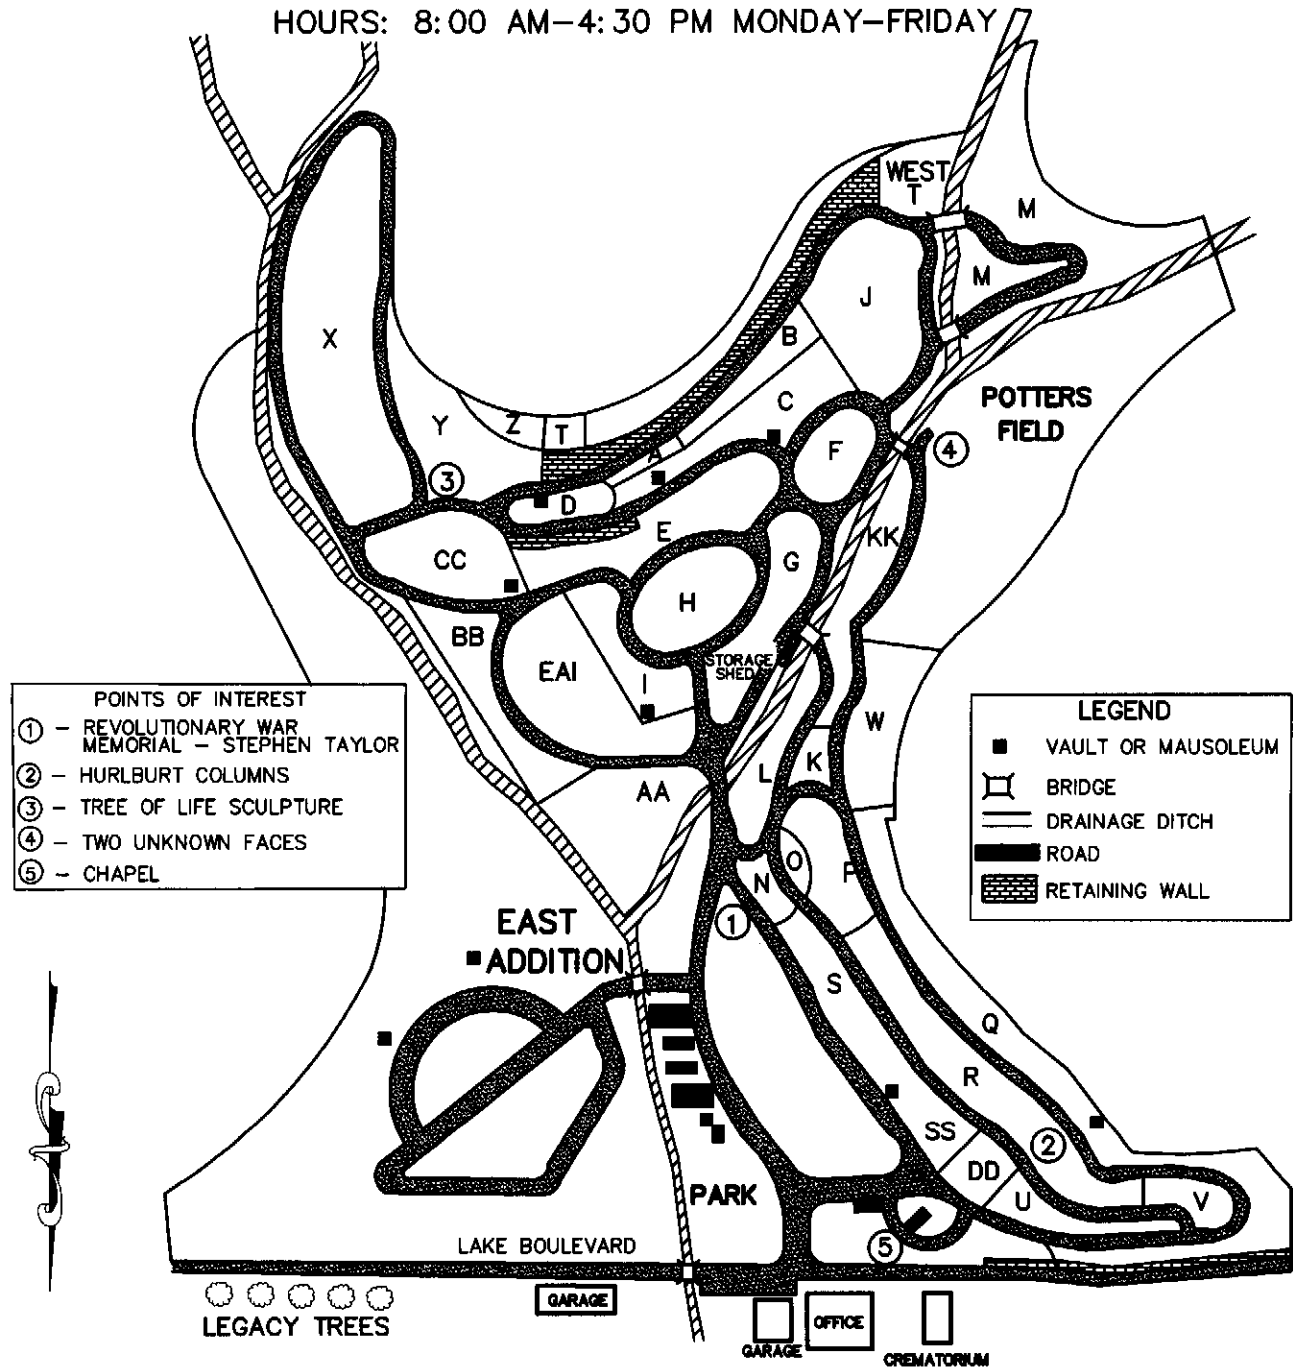 HOURS: 8:00 AM-4:30 PM MONDAY-FRIDAY
WEST
T
M
M
J
X
B
POTTERS
FIELD
C
Y
Z
T
F
A
4
3
D
E
KK
CC
G
H
BB
STORAGE
SHED
EAI
I
W
POINTS OF INTEREST
1 - REVOLUTIONARY WAR
MEMORIAL - STEPHEN TAYLOR
2 - HURLBURT COLUMNS
3 - TREE OF LIFE SCULPTURE
4 - TWO UNKNOWN FACES
5 - CHAPEL
LEGEND
VAULT OR MAUSOLEUM
BRIDGE
DRAINAGE DITCH
ROAD
RETAINING WALL
K
L
AA
O
P
N
1
EAST
ADDITION
S
Q
R
SS
2
DD
U
V
PARK
5
LAKE BOULEVARD
LEGACY TREES
GARAGE
GARAGE
OFFICE
CREMATORIUM